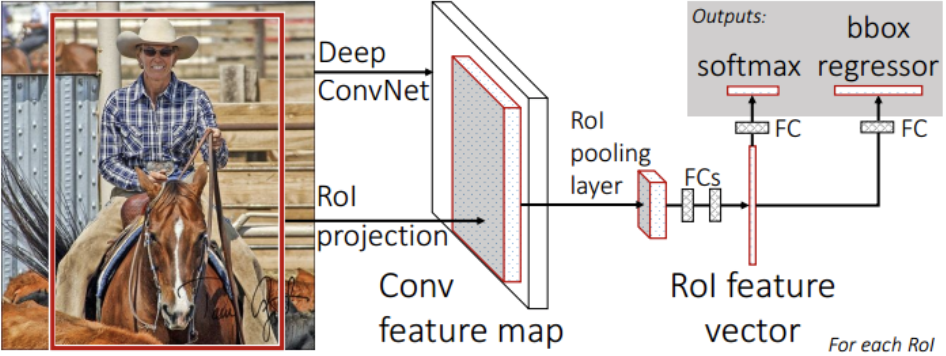 Outputs:
softmax
bbox
regressor
Deep
ConvNet
FC
FC
RoI
pooling
layer
FCs
RoI
projection
Conv
feature map
RoI feature
vector
For each RoI